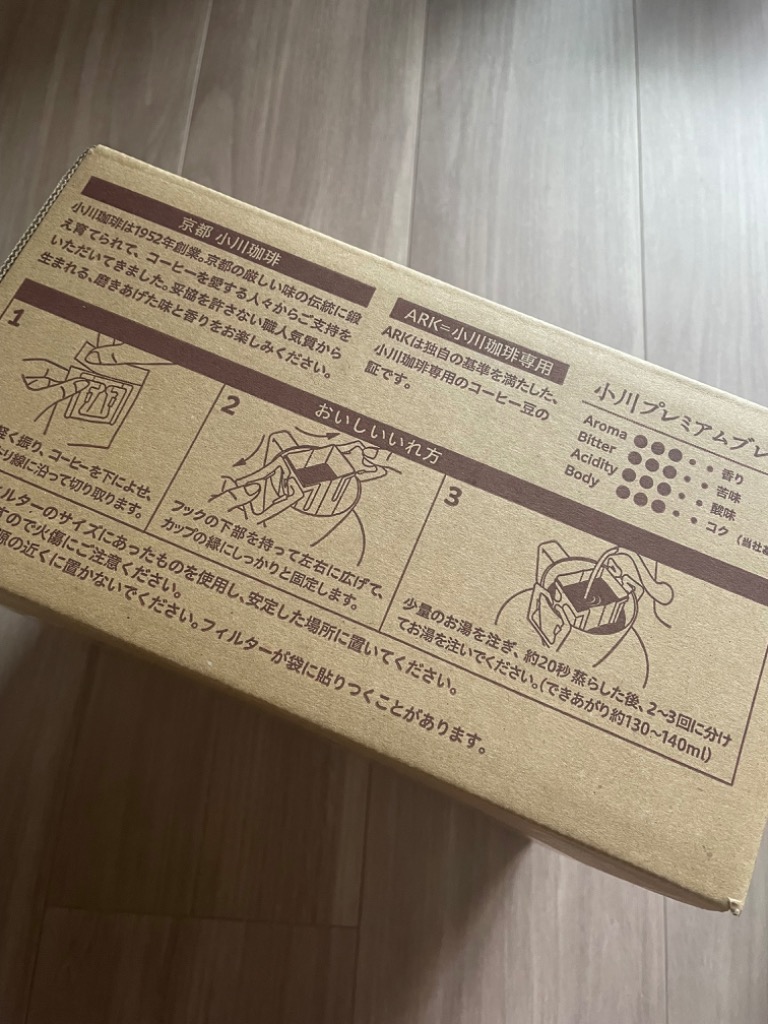 京都 小川珈琲
小川珈琲は1952年創業。京都の厳しい味の伝統に鍛
え育てられて、コーヒーを愛する人々からご支持を
いただいてきました。妥協を許さない職人気質から
生まれる、磨きあげた味と香りをお楽しみください。
ARK=小川珈琲専用
ARKは独自の基準を満たした、
小川珈琲専用のコーヒー豆の
証です。
小川プレミアムブレ
Aroma 香り
Bitter 苦味
Acidity 酸味
Body コク (当社基
おいしいいれ方
1
軽く振り、コーヒーを下によせ、
線に沿って切り取ります。
2
フックの下部を持って左右に広げて、
カップの縁にしっかりと固定します。
3
少量のお湯を注ぎ、約20秒蒸らした後、2〜3回に分け
てお湯を注いでください。(できあがり約130〜140ml)
ィルターのサイズにあったものを使用し、安定した場所に置いてください。
すので火傷にご注意ください。
源の近くに置かないでください。フィルターが袋に貼りつくことがあります。